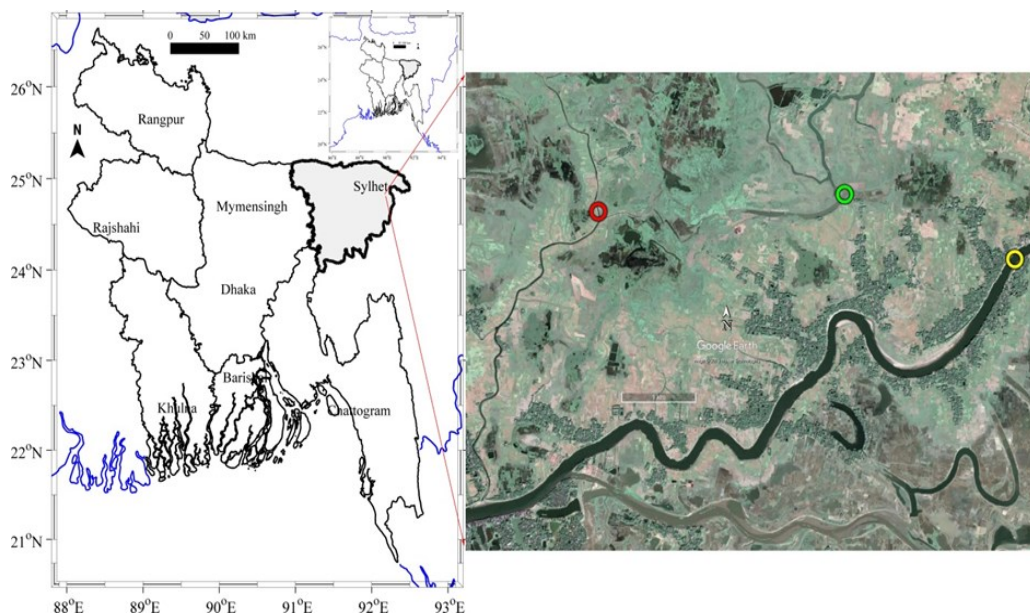 0 50 100 km
26°N
25°N
24°N
23°N
22°N
21°N
N
Rangpur
Sylhet
Rajshahi
Mymensingh
Dhaka
Khulna
Chattogram
88°E 89°E 90°E 91°E 92°E 93°E
N
Google Earth